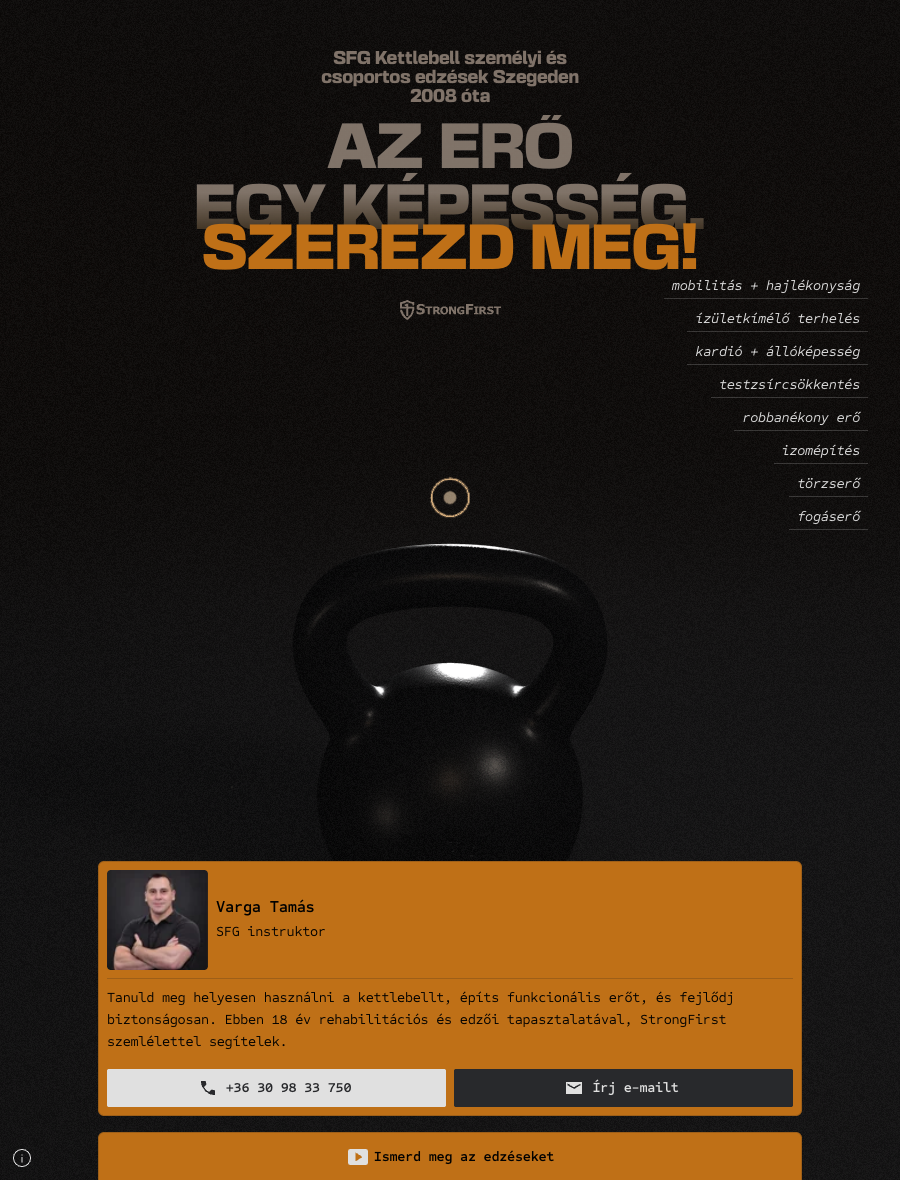 SFG Kettlebell személyi és
csoportos edzések Szegeden
2008 óta
AZ ERŐ
EGY KÉPESSÉG.
SZEREZD MEG!
STRONGFIRST
mobilitás + hajlékonyság
ízületkímélő terhelés
kardió + állóképesség
testzsírcsökkentés
robbanékony erő
izomépítés
törzserő
fogáserő
Varga Tamás
SFG instruktor
Tanuld meg helyesen használni a kettlebellt, építs funkcionális erőt, és fejlődj
biztonságosan. Ebben 18 év rehabilitációs és edzői tapasztalatával, StrongFirst
szemlélettel segítelek.
+36 30 98 33 750
Írj e-mailt
Ismerd meg az edzéseket